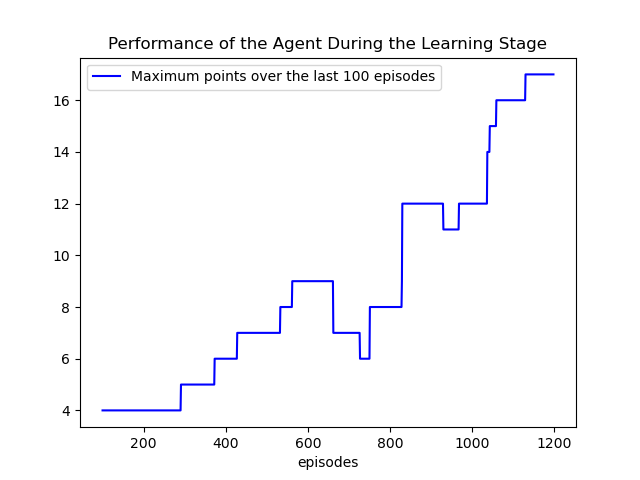 Performance of the Agent During the Learning Stage
Maximum points over the last 100 episodes
16
14
12
10
8
6
4
200 400 600 800 1000 1200
episodes